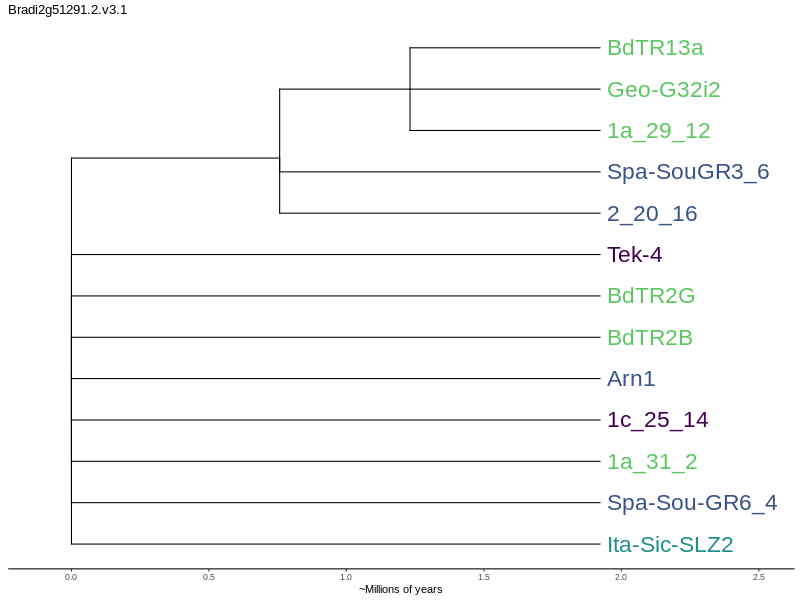 Bradi2g51291.2.v3.1
BdTR13a
Geo-G32i2
1a_29_12
Spa-SouGR3_6
2_20_16
Tek-4
BdTR2G
BdTR2B
Arn1
1c_25_14
1a_31_2
Spa-Sou-GR6_4
Ita-Sic-SLZ2
0.0 0.5 1.0 1.5 2.0 2.5
~Millions of years